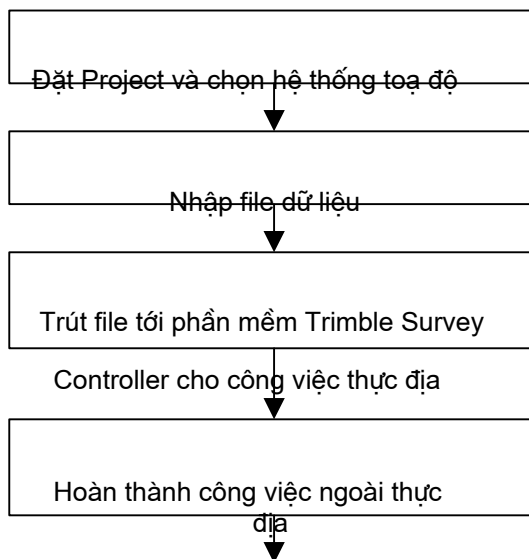 Đặt Project và chọn hệ thống toạ độ
Nhập file dữ liệu
Trút file tới phần mềm Trimble Survey
Controller cho công việc thực địa
Hoàn thành công việc ngoài thực
địa